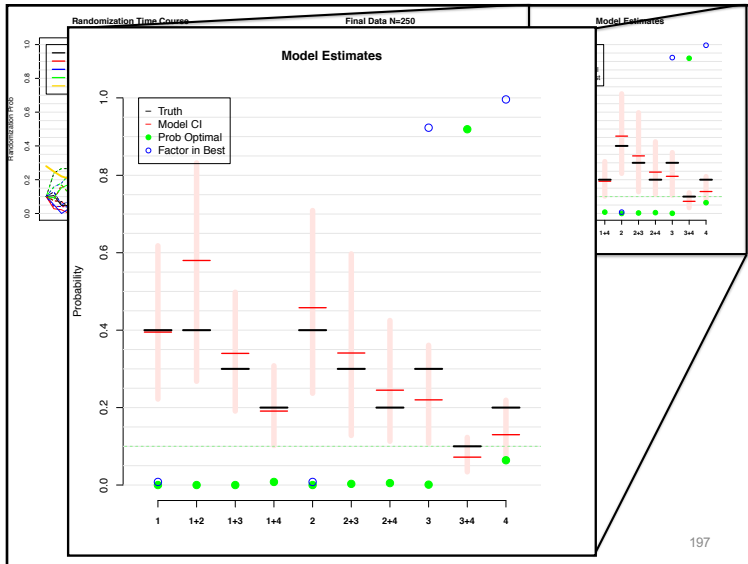 Randomization Time Course
Final Data N=250
Model Estimates
Randomization Prob
0.0
0.2
0.4
0.6
0.8
1.0
Model Estimates
Truth
Model CI
Prob Optimal
Factor in Best
Probability
0.0
0.2
0.4
0.6
0.8
1.0
1 1+2 1+3 1+4 2 2+3 2+4 3 3+4 4
1+4 2 2+3 2+4 3 3+4 4
197